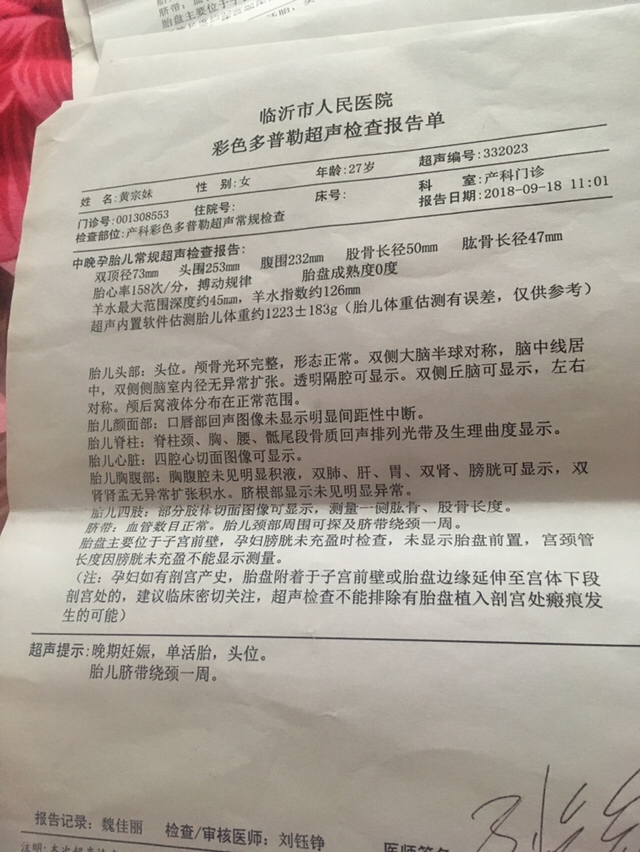 临沂市人民医院
彩色多普勒超声检查报告单
姓 名:黄宗妹 性 别:女 年龄:27岁 超声编号:332023
门诊号:001308553 住院号: 床号: 科 室:产科门诊
检查部位:产科彩色多普勒超声常规检查 报告日期:2018-09-18 11:01
中晚孕胎儿常规超声检查报告:
双顶径73mm 头围253mm 腹围232mm 股骨长径50mm 肱骨长径47mm
胎心率158次/分, 搏动规律 胎盘成熟度0度
羊水最大范围深度约45mm, 羊水指数约126mm
超声内置软件估测胎儿体重约1223±183g(胎儿体重估测有误差, 仅供参考)
胎儿头部: 头位。颅骨光环完整, 形态正常。双侧大脑半球对称, 脑中线居
中, 双侧侧脑室内径无异常扩张。透明隔腔可显示。双侧丘脑可显示, 左右
对称。颅后窝液体分布在正常范围。
胎儿颜面部: 口唇部回声图像未显示明显间距性中断。
胎儿脊柱: 脊柱颈、胸、腰、骶尾段骨质回声排列光带及生理曲度显示。
胎儿心脏: 四腔心切面图像可显示。
胎儿胸腹部: 胸腹腔未见明显积液, 双肺、肝、胃、双肾、膀胱可显示, 双
肾肾盂无异常扩张积水。脐根部显示未见明显异常。
胎儿四肢: 部分肢体切面图像可显示, 测量一侧肱骨、股骨长度。
脐带: 血管数目正常。胎儿颈部周围可探及脐带绕颈一周。
胎盘主要位于子宫前壁, 孕妇膀胱未充盈时检查, 未显示胎盘前置, 宫颈管
长度因膀胱未充盈不能显示测量。
(注: 孕妇如有剖宫产史, 胎盘附着于子宫前壁或胎盘边缘延伸至宫体下段
剖宫处的, 建议临床密切关注, 超声检查不能排除有胎盘植入剖宫处瘢痕发
生的可能)
超声提示:晚期妊娠, 单活胎, 头位。
胎儿脐带绕颈一周。
报告记录: 魏佳丽 检查/审核医师: 刘钰铮 医师签名